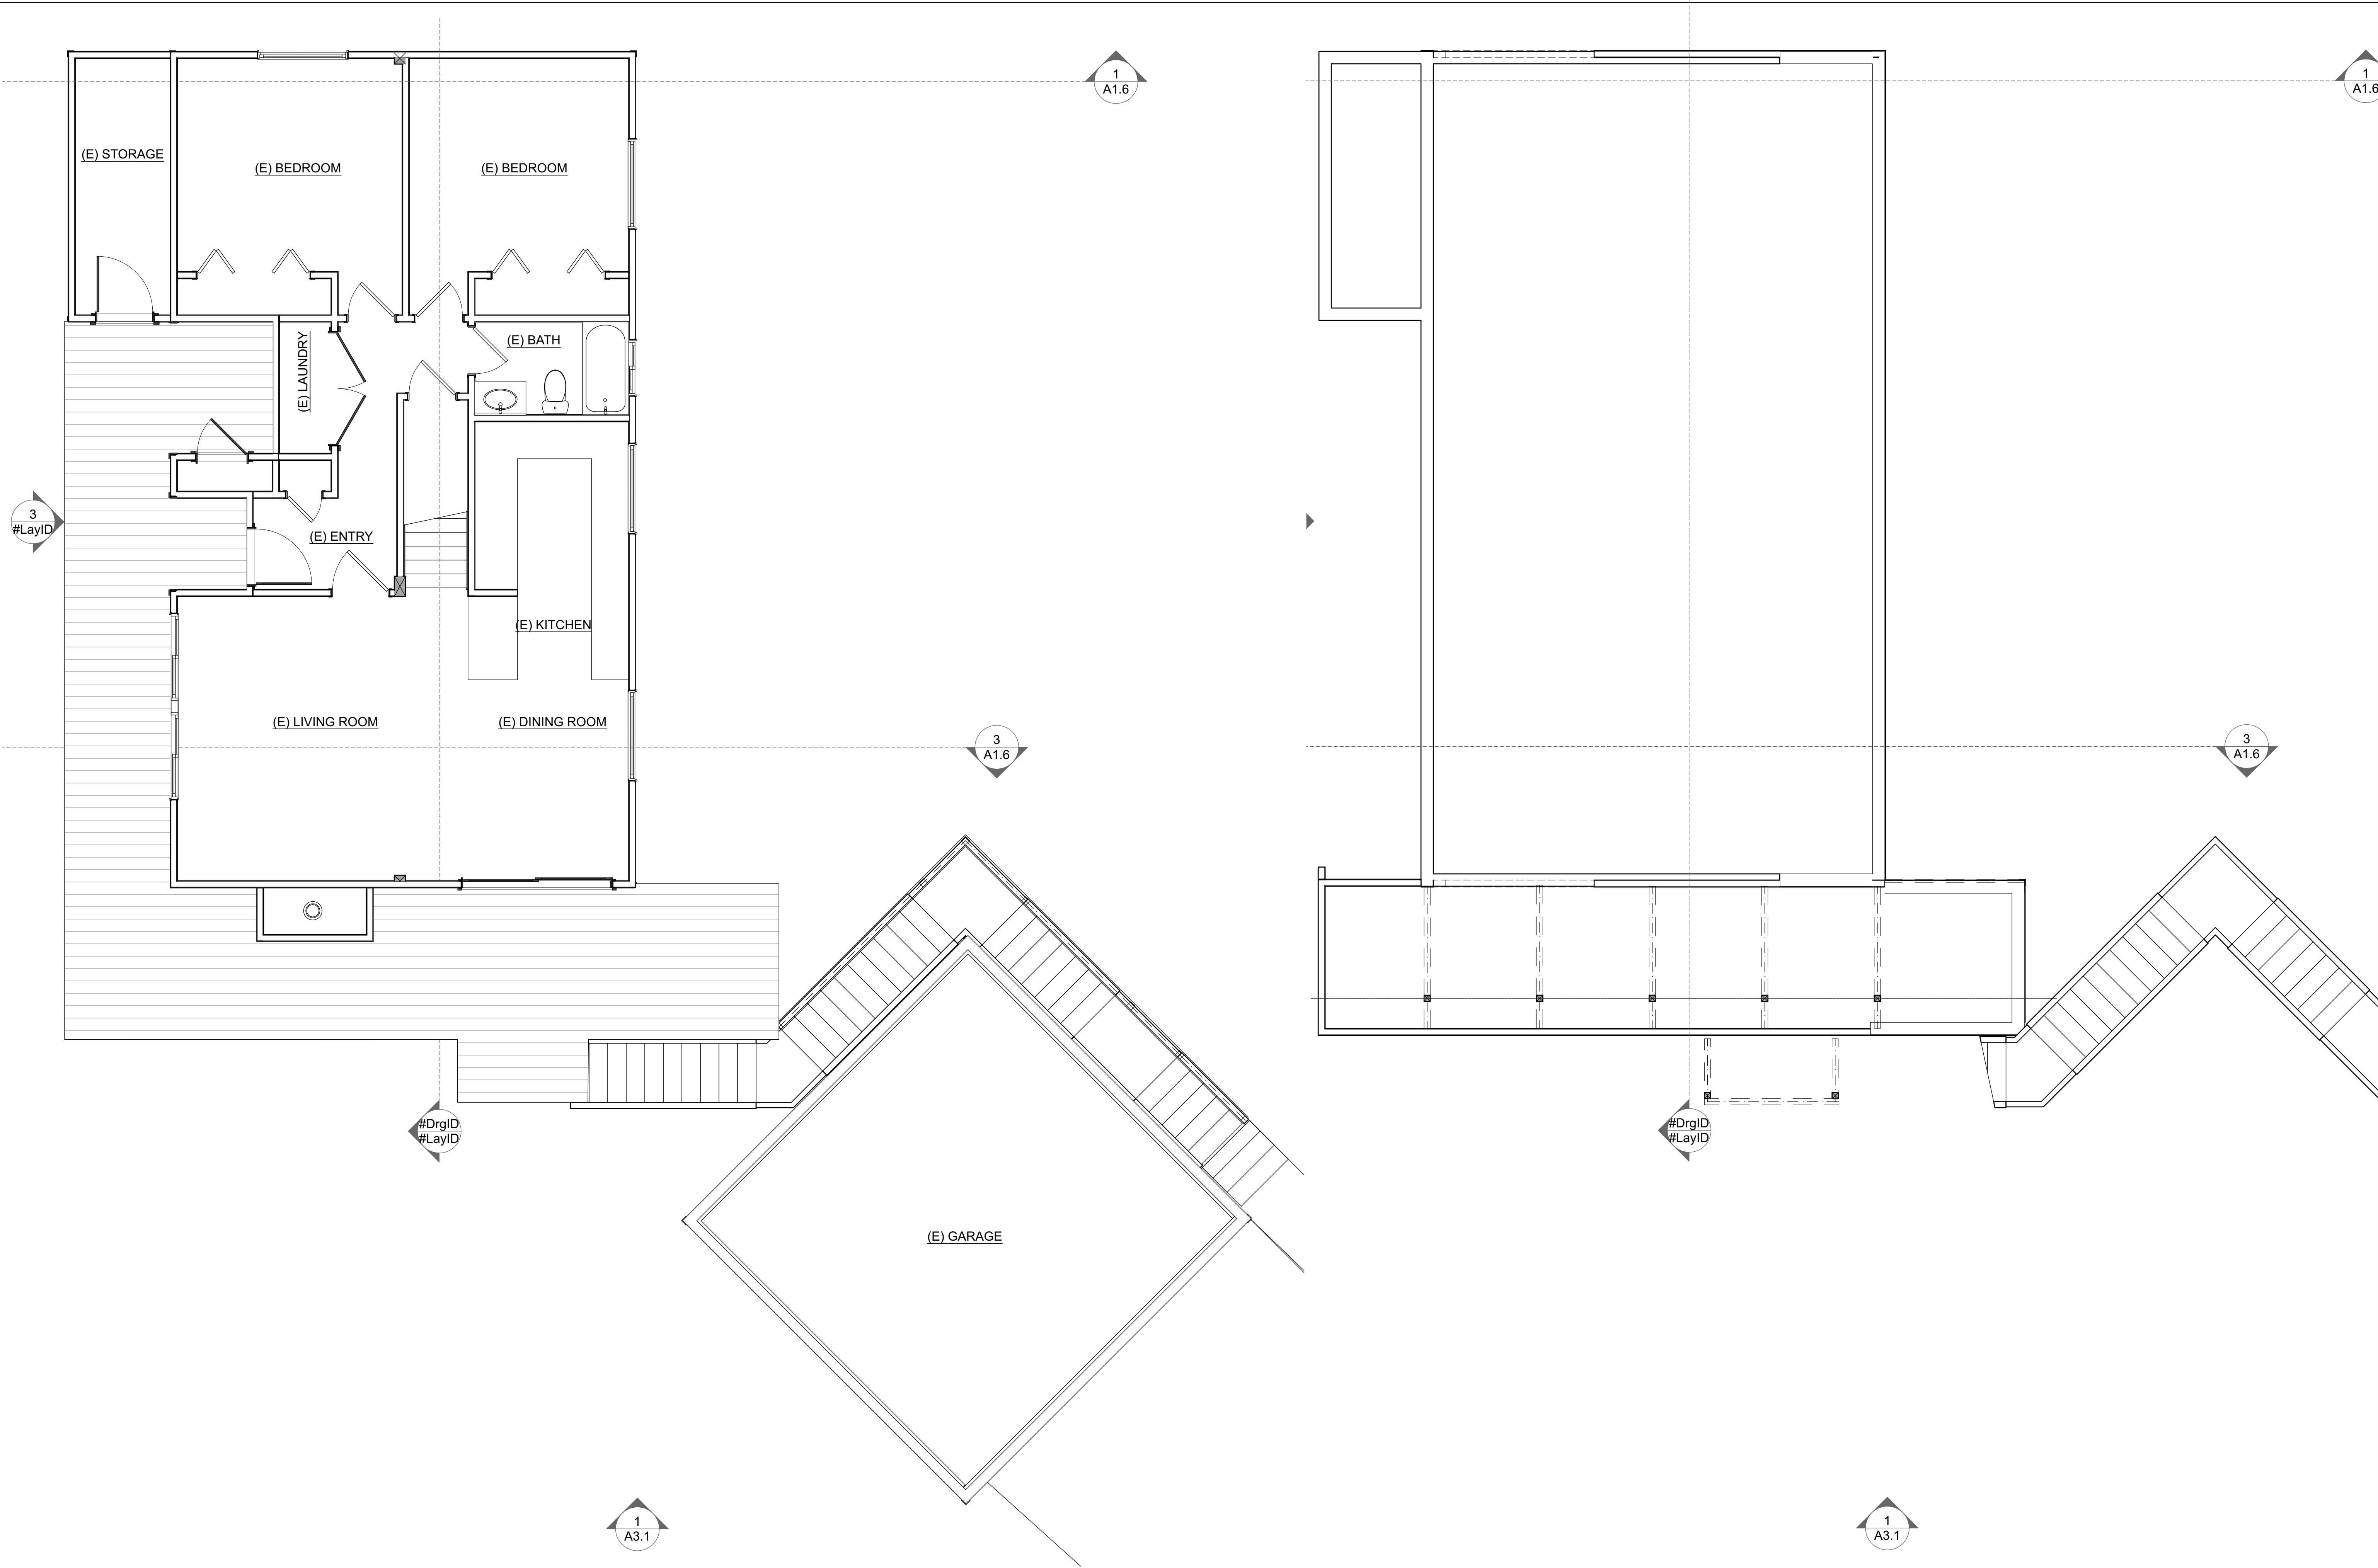 1
A1.6
1
A1.6
(E) STORAGE
(E) BEDROOM
(E) BEDROOM
(E) LAUNDRY
(E) BATH
3
#LayID
(E) ENTRY
(E) KITCHEN
(E) LIVING ROOM
(E) DINING ROOM
3
A1.6
3
A1.6
#DrgID
#LayID
#DrgID
#LayID
(E) GARAGE
1
A3.1
1
A3.1